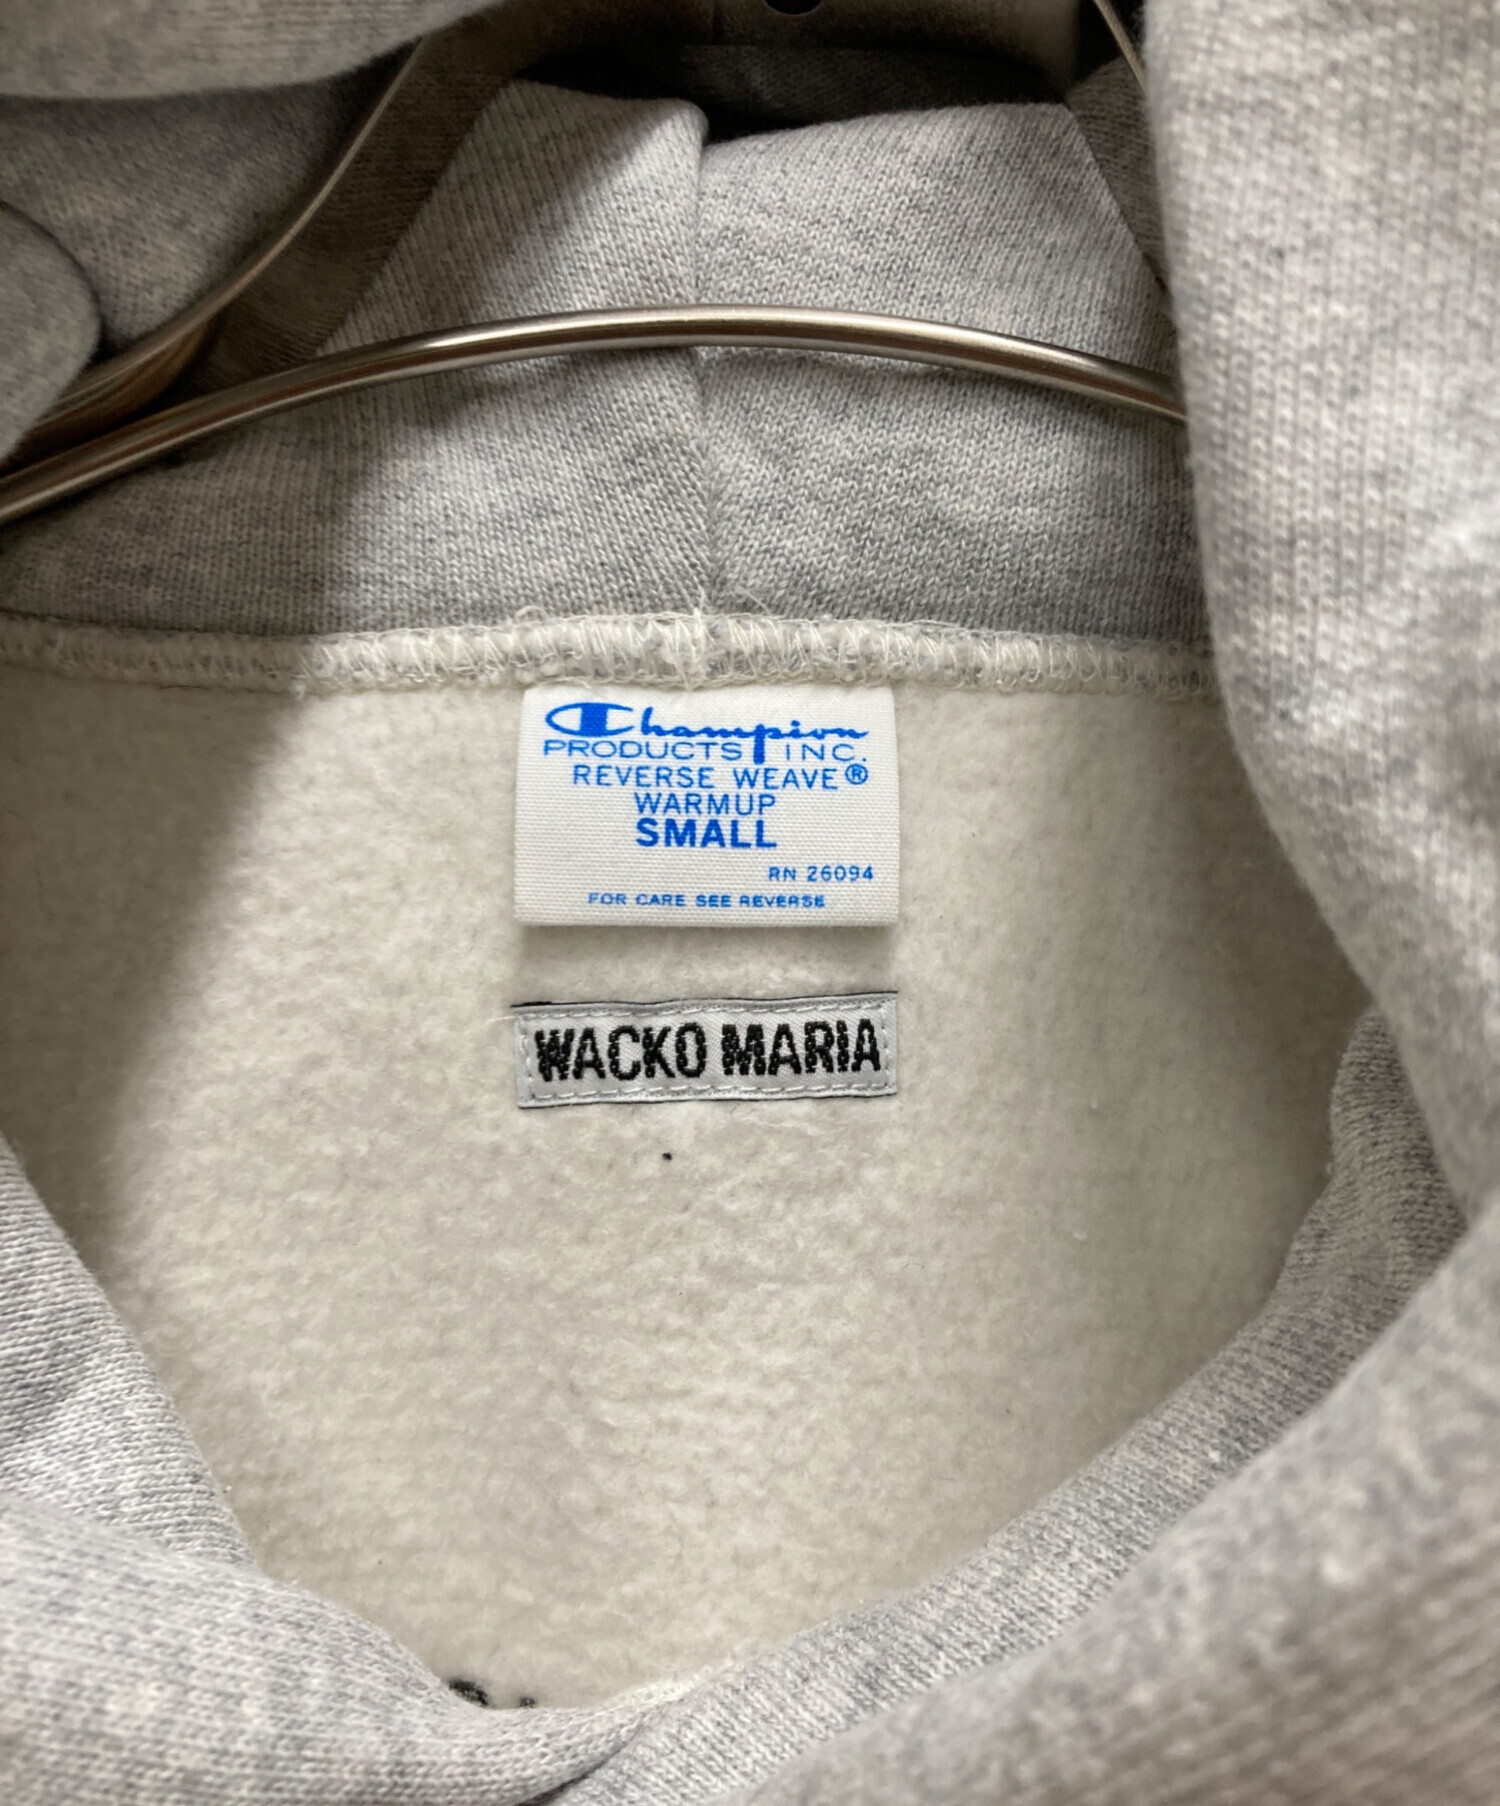 Champion
PRODUCTS INC.
REVERSE WEAVE®
WARMUP
SMALL
RN 26094
FOR CARE SEE REVERSE
WACKO MARIA